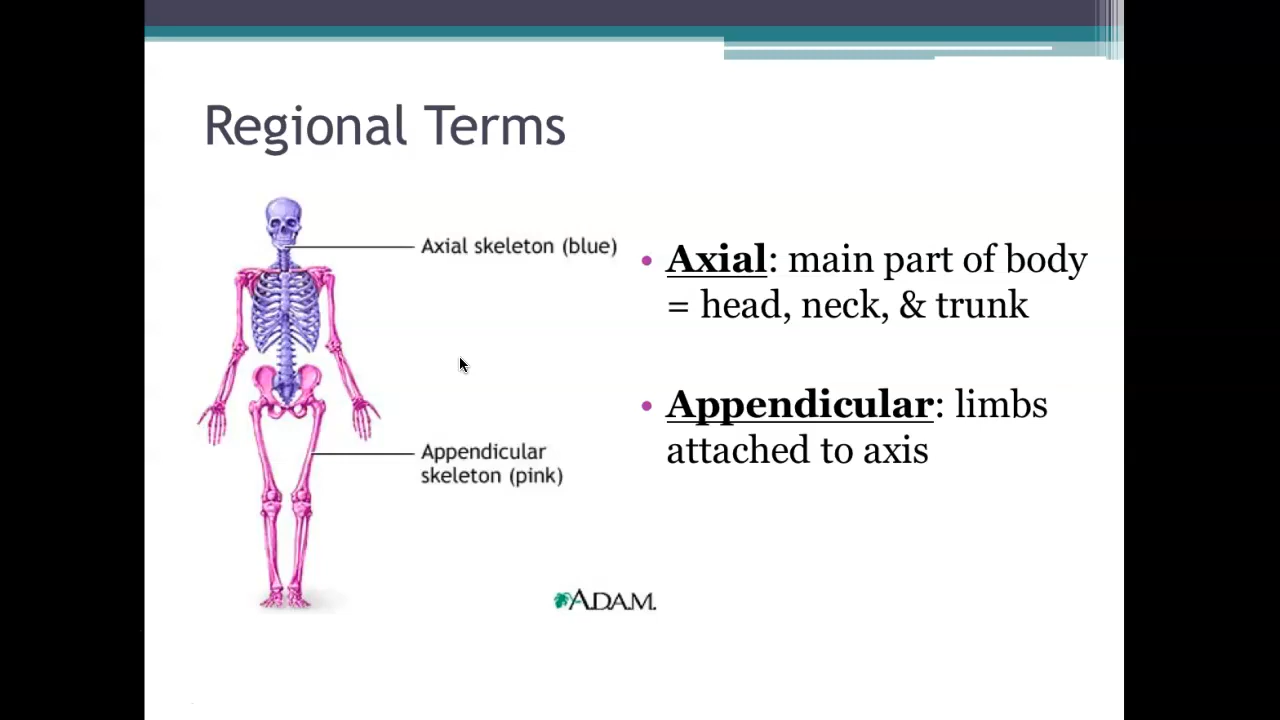 Regional Terms
Axial skeleton (blue)
Appendicular
skeleton (pink)
• Axial: main part of body
= head, neck, & trunk
• Appendicular: limbs
attached to axis
A.D.A.M.